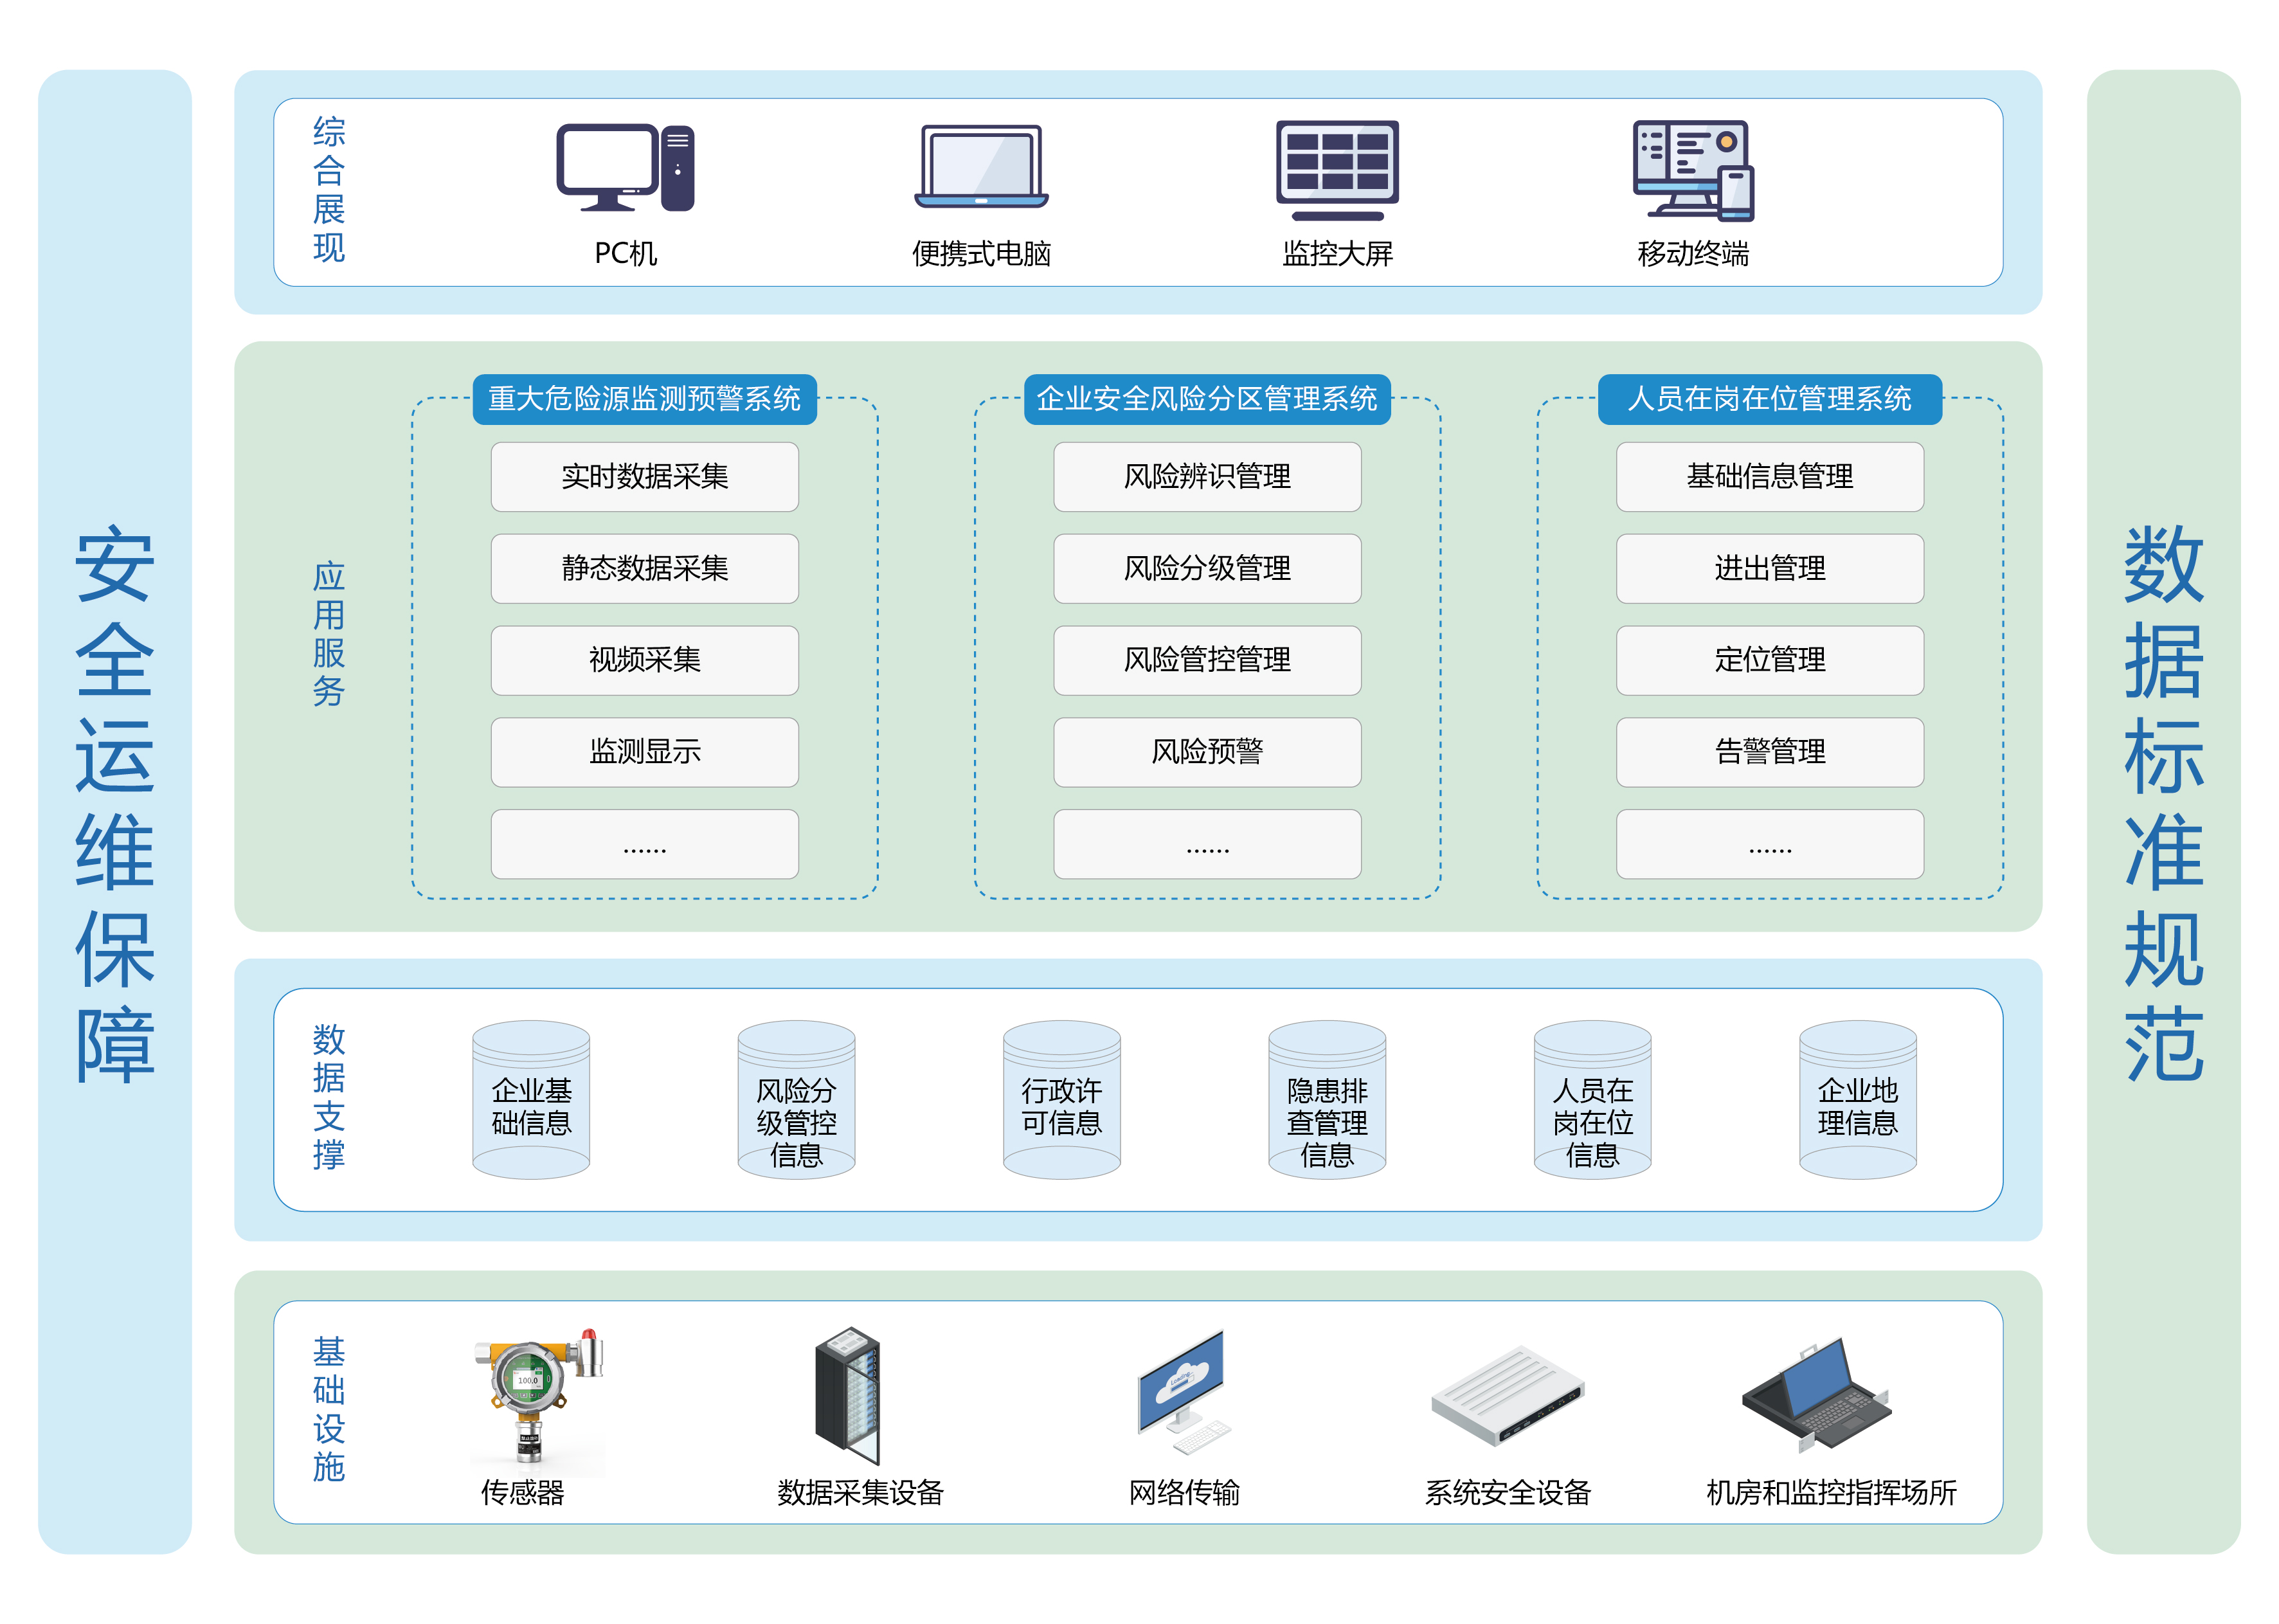 安全运维保障
综合展现
PC机
便携式电脑
监控大屏
移动终端
应用服务
重大危险源监测预警系统
实时数据采集
静态数据采集
视频采集
监测显示
......
企业安全风险分区管理系统
风险辨识管理
风险分级管理
风险管控管理
风险预警
......
人员在岗在位管理系统
基础信息管理
进出管理
定位管理
告警管理
......
数据支撑
企业基
础信息
风险分
级管控
信息
行政许
可信息
隐患排
查管理
信息
人员在
岗在位
信息
企业地
理信息
基础设施
100.0
传感器
数据采集设备
Loading...
网络传输
系统安全设备
机房和监控指挥场所
数据标准规范